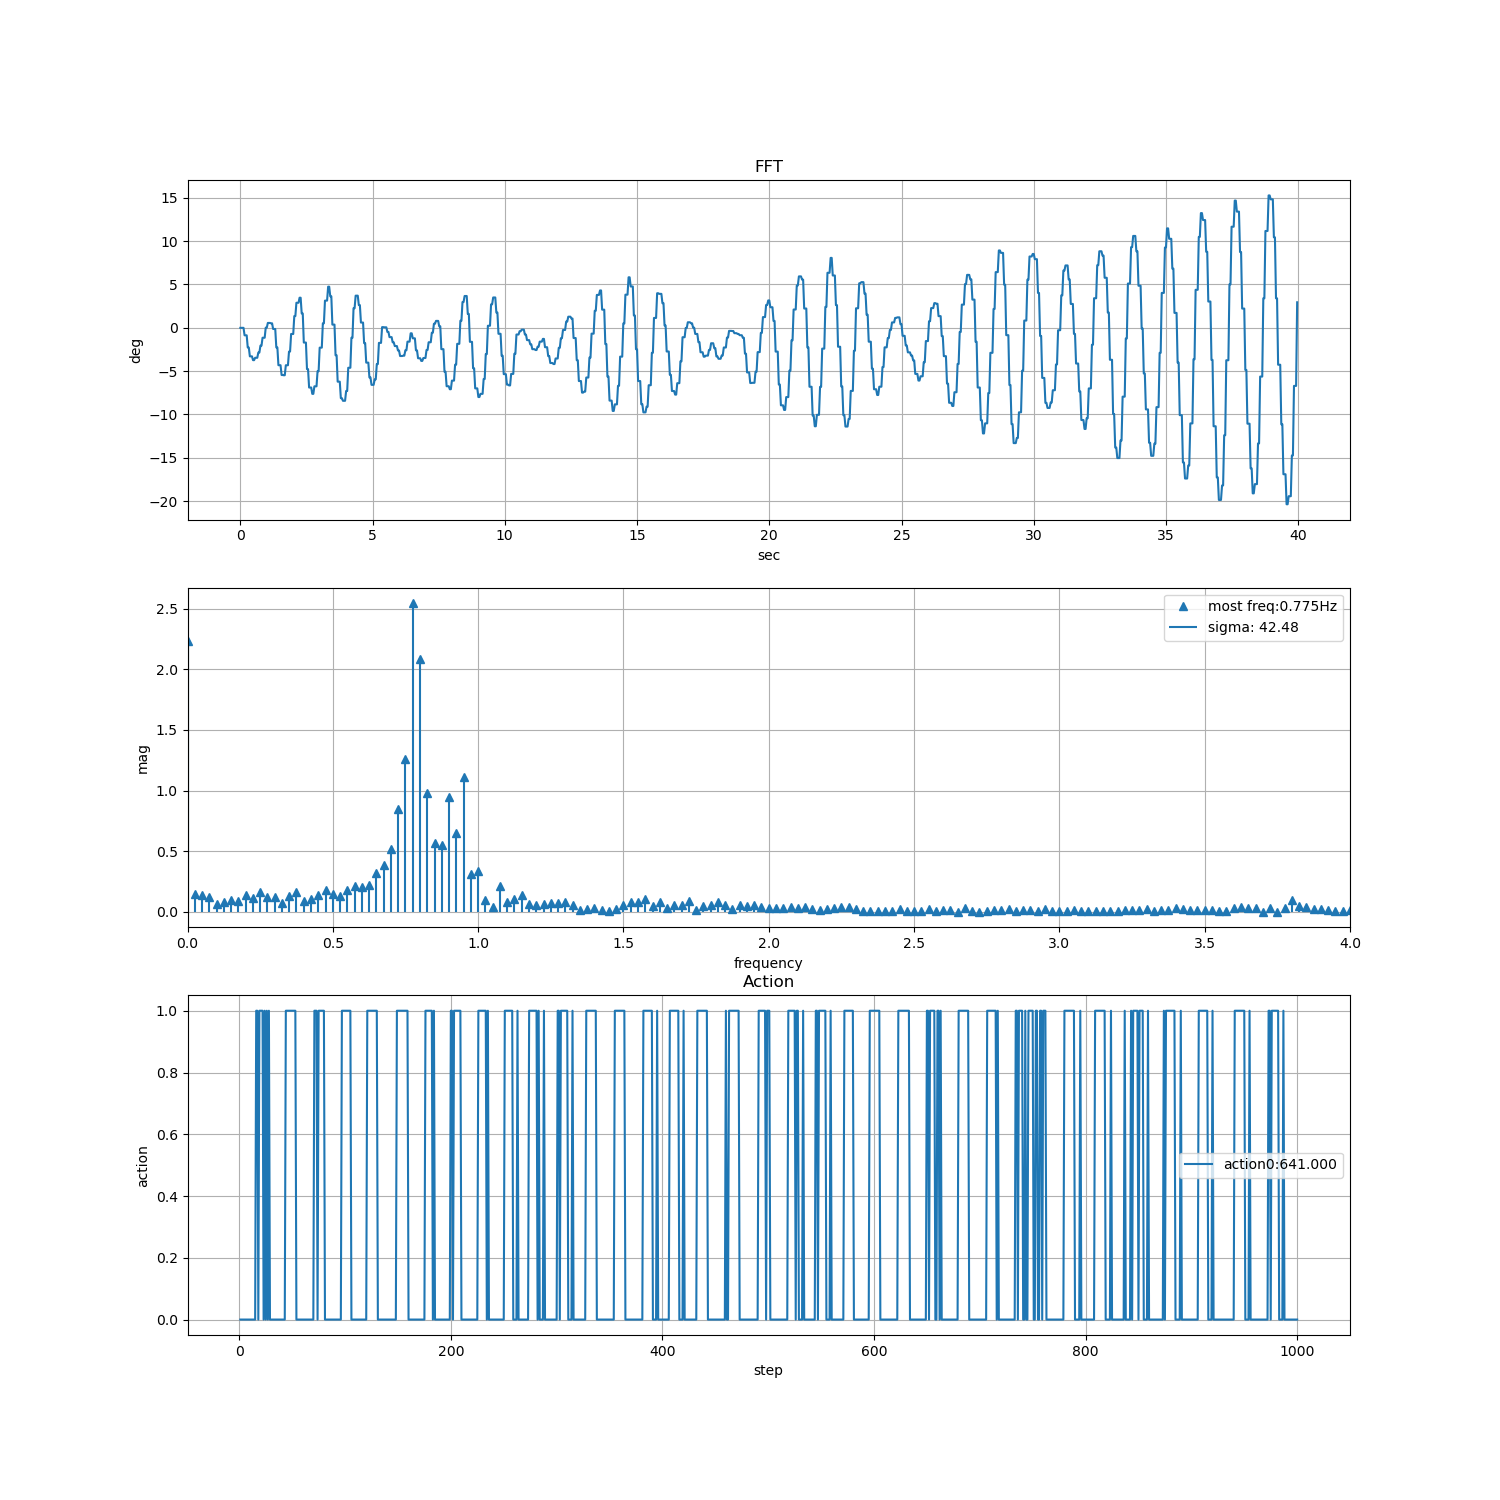 FFT
15
10
5
0
−5
−10
−15
−20
deg
0 5 10 15 20 25 30 35 40
sec
most freq:0.775Hz
sigma: 42.48
2.5
2.0
1.5
1.0
0.5
0.0
mag
0.0 0.5 1.0 1.5 2.0 2.5 3.0 3.5 4.0
frequency
Action
1.0
0.8
0.6
0.4
0.2
0.0
action
action0:641.000
0 200 400 600 800 1000
step